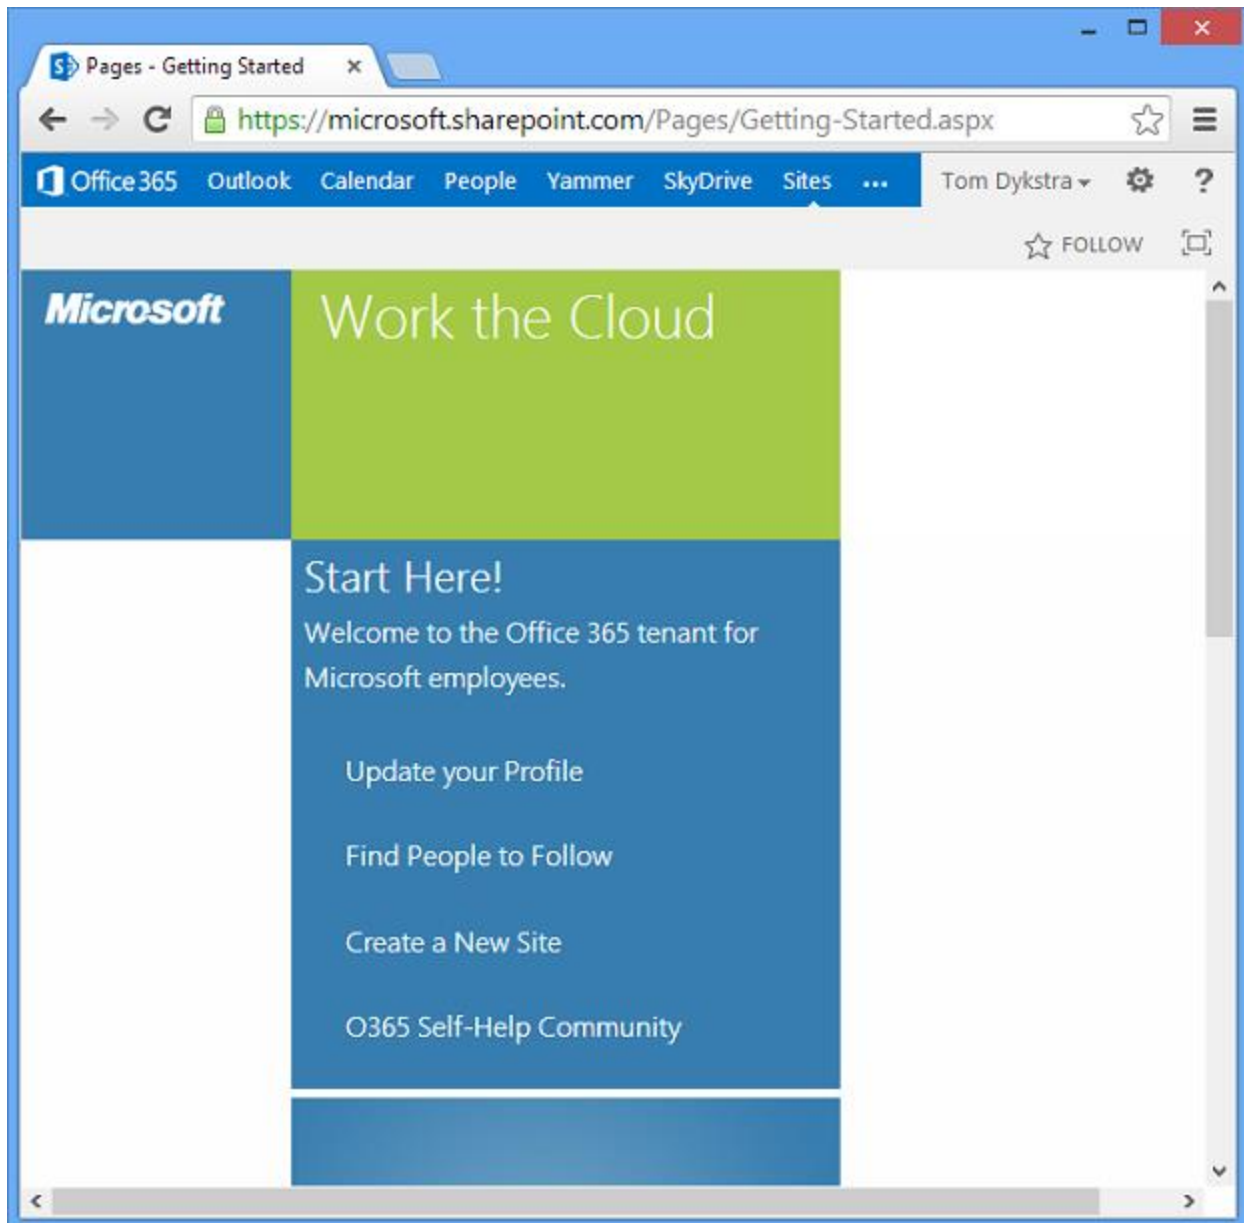 Pages - Getting Started
https://microsoft.sharepoint.com/Pages/Getting-Started.aspx
Office 365 Outlook Calendar People Yammer SkyDrive Sites ... Tom Dykstra ?
FOLLOW
Microsoft
Work the Cloud
Start Here!
Welcome to the Office 365 tenant for
Microsoft employees.
Update your Profile
Find People to Follow
Create a New Site
O365 Self-Help Community